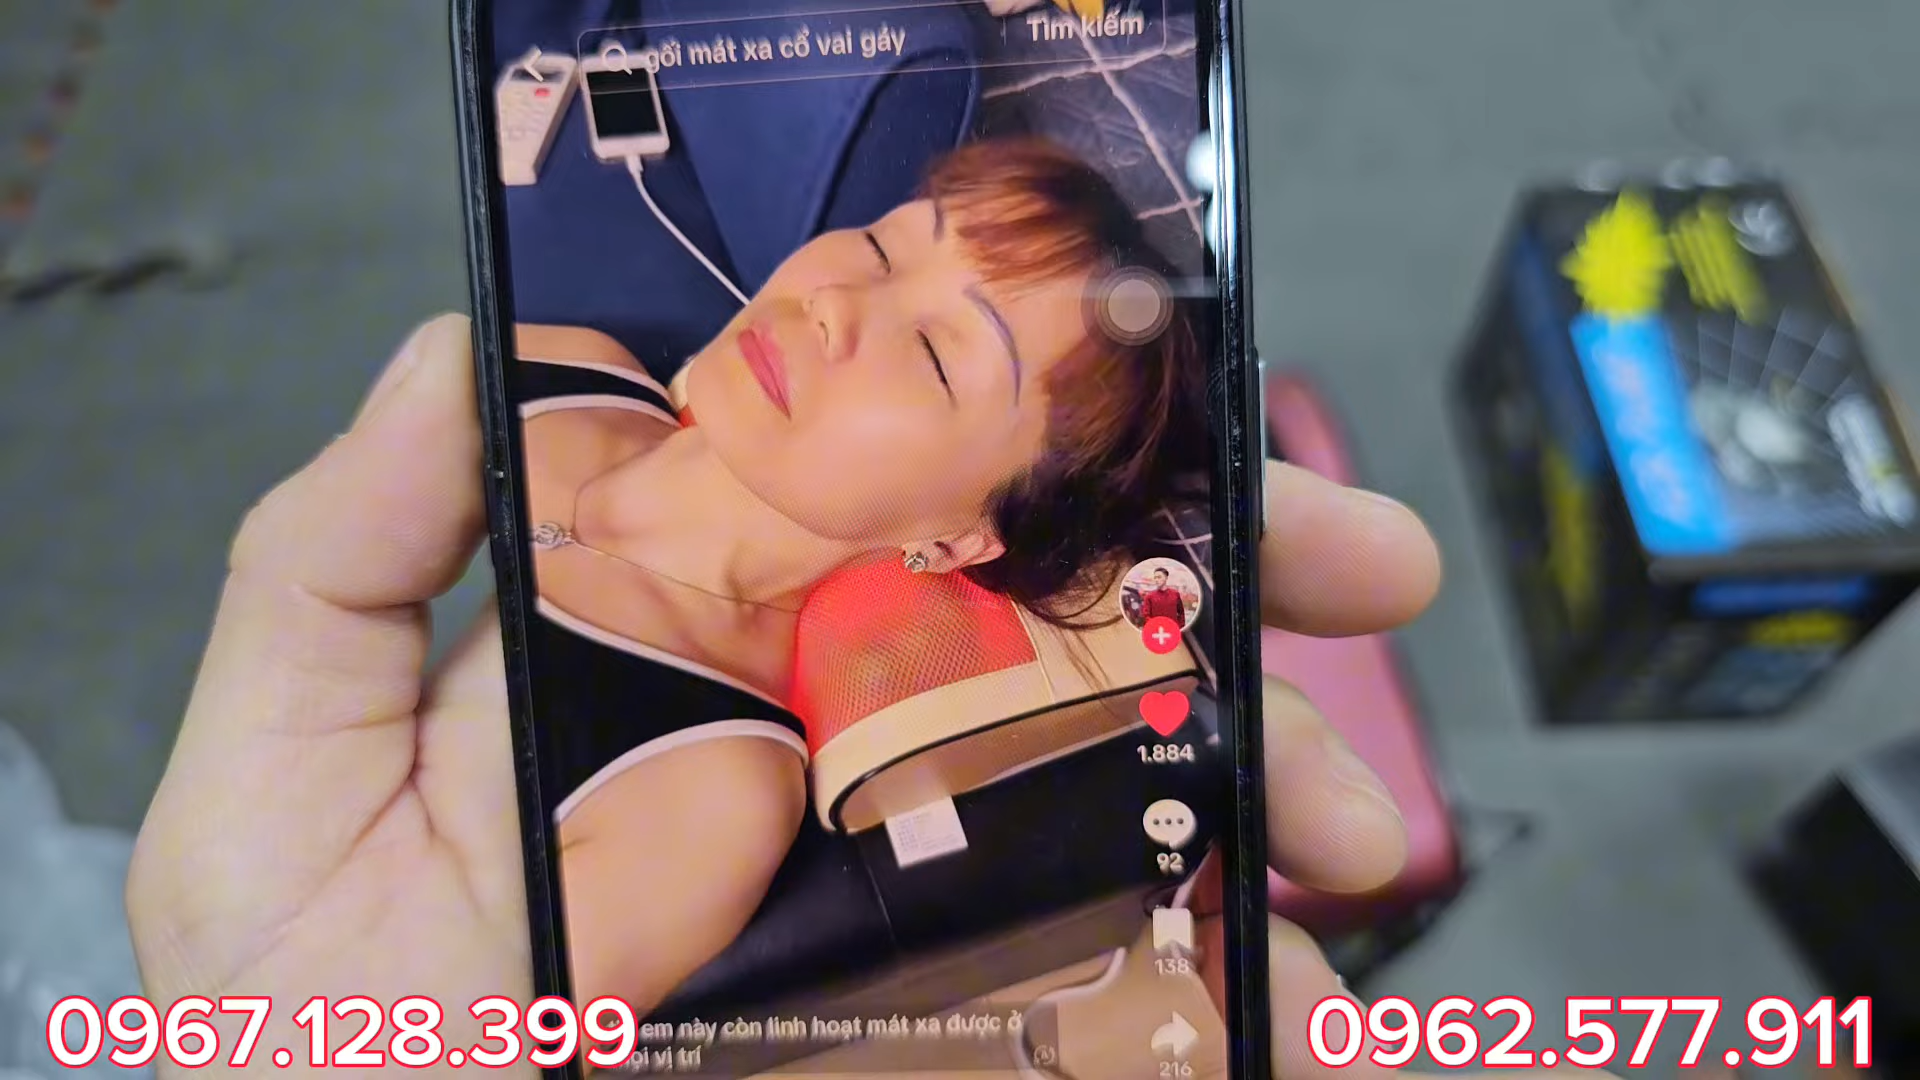 gối mát xa cổ vai gáy
Tìm kiếm
1.884
92
138
em này còn linh hoạt mát xa được ở
vị trí
216
0967.128.399
0962.577.911